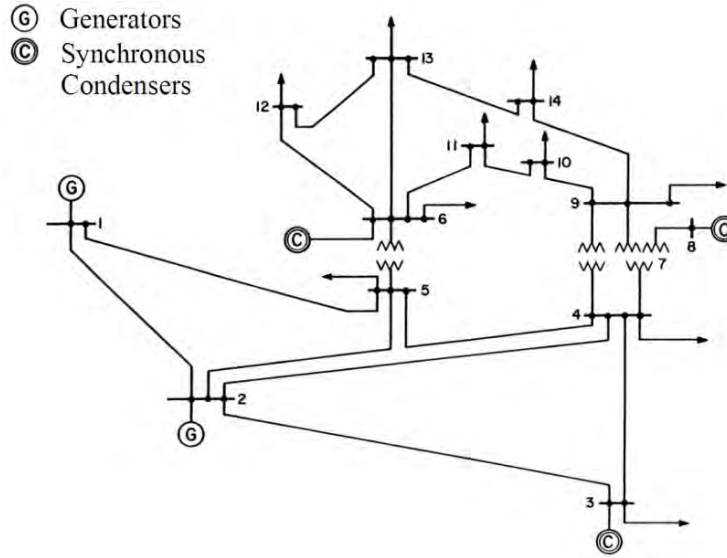 G Generators
C Synchronous
Condensers
13
12
14
11
10
G
1
6
9
8
C
C
7
5
4
2
G
3
C